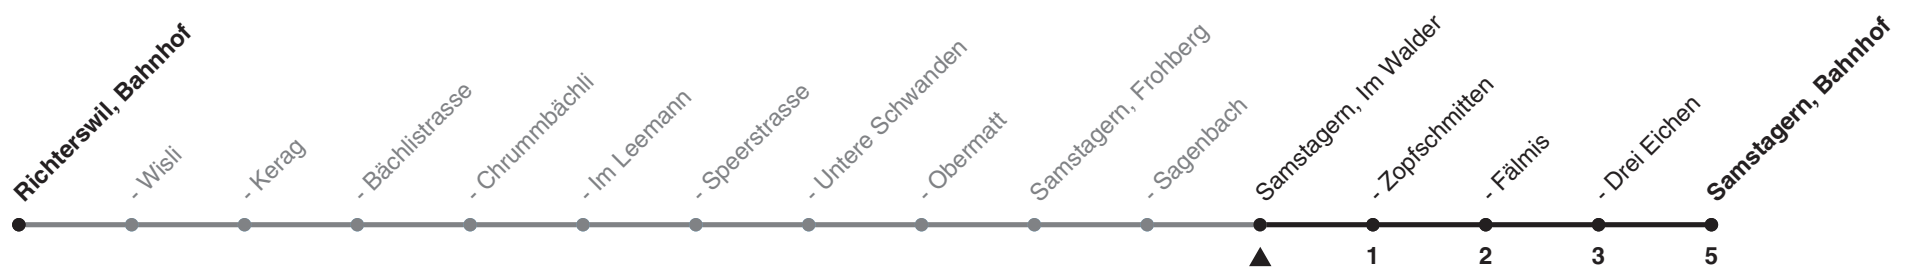 Richterswil, Bahnhof
- Wisli
- Kerag
- Bächlistrasse
- Chrummbächli
- Im Leemann
- Speerstrasse
- Untere Schwanden
- Obermatt
Samstagern, Frohberg
- Sagenbach
Samstagern, Im Walder
- Zopfschmitten
- Fälmis
- Drei Eichen
Samstagern, Bahnhof
1 2 3 5